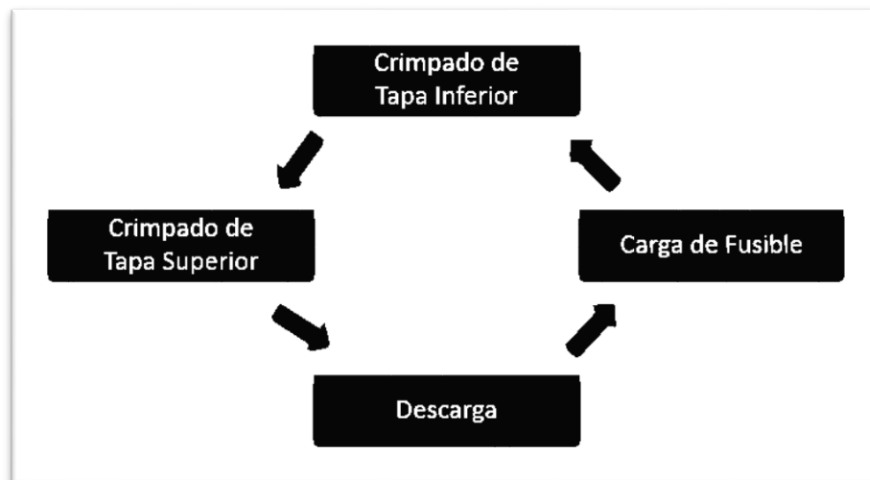 Crimpado de
Tapa Inferior
Crimpado de
Tapa Superior
Carga de Fusible
Descarga